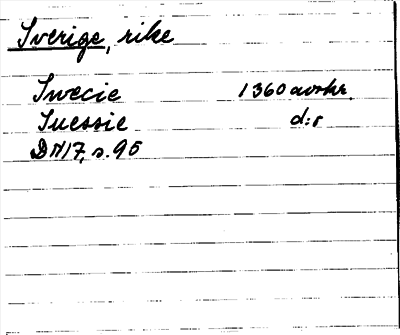 Sverige, rike
Swecie 1360 avskr.
Suessie d:o
DN17, s. 95